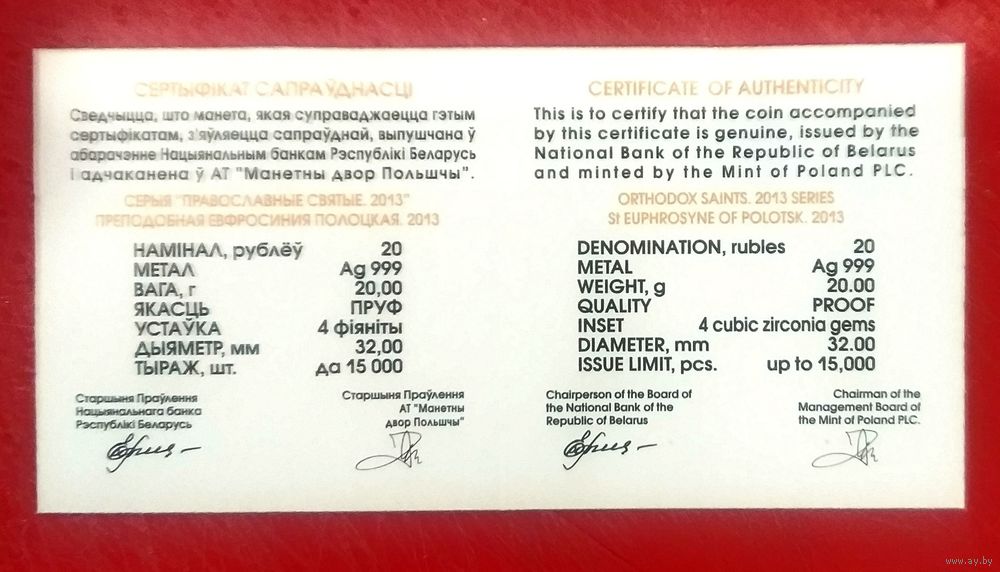 СЕРТЫФІКАТ САПРАЎДНАСЦІ
Сведчыцца, што манета, якая суправаджаецца гэтым
сертыфікатам, з'яўляецца сапраўднай, выпушчана ў
абарачэнне Нацыянальным банкам Рэспублікі Беларусь
і адчаканена ў АТ "Манетны двор Польшчы".
СЕРЫЯ "ПРАВОСЛАВНЫЕ СВЯТЫЕ. 2013"
ПРЕПОДОБНАЯ ЕВФРОСИНИЯ ПОЛОЦКАЯ. 2013
НАМІНАЛ, рублёў 20
МЕТАЛ Ag 999
ВАГА, г 20,00
ЯКАСЦЬ ПРУФ
УСТАЎКА 4 фіяніты
ДЫЯМЕТР, мм 32,00
ТЫРАЖ, шт. да 15 000
Старшыня Праўлення
Нацыянальнага банка
Рэспублікі Беларусь
Старшыня Праўлення
АТ "Манетны
двор Польшчы"
CERTIFICATE OF AUTHENTICITY
This is to certify that the coin accompanied
by this certificate is genuine, issued by the
National Bank of the Republic of Belarus
and minted by the Mint of Poland PLC.
ORTHODOX SAINTS. 2013 SERIES
St EUPHROSYNE OF POLOTSK. 2013
DENOMINATION, rubles 20
METAL Ag 999
WEIGHT, g 20.00
QUALITY PROOF
INSET 4 cubic zirconia gems
DIAMETER, mm 32.00
ISSUE LIMIT, pcs. up to 15,000
Chairperson of the Board of
the National Bank of the
Republic of Belarus
Chairman of the
Management Board of
the Mint of Poland PLC.
www.ay.by